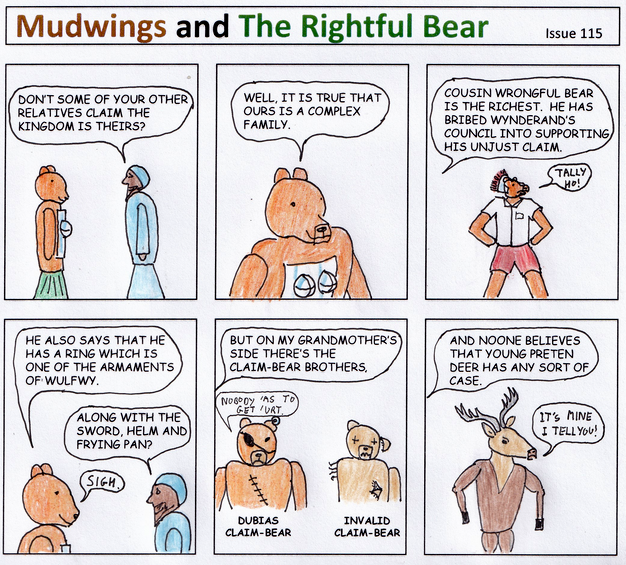 Mudwings and The Rightful Bear
Issue 115
DON'T SOME OF YOUR OTHER
RELATIVES CLAIM THE
KINGDOM IS THEIRS?
WELL, IT IS TRUE THAT
OURS IS A COMPLEX
FAMILY.
COUSIN WRONGFUL BEAR
IS THE RICHEST. HE HAS
BRIBED WYNDERAND'S
COUNCIL INTO SUPPORTING
HIS UNJUST CLAIM.
TALLY
HO!
HE ALSO SAYS THAT HE
HAS A RING WHICH IS
ONE OF THE ARMAMENTS
OF WULFWY.
ALONG WITH THE
SWORD, HELM AND
FRYING PAN?
SIGH.
BUT ON MY GRANDMOTHER'S
SIDE THERE'S THE
CLAIM-BEAR BROTHERS,
NOBODY 'AS TO
GET 'URT.
DUBIAS
CLAIM-BEAR
INVALID
CLAIM-BEAR
AND NOONE BELIEVES
THAT YOUNG PRETEN
DEER HAS ANY SORT OF
CASE.
IT'S MINE
I TELL YOU!